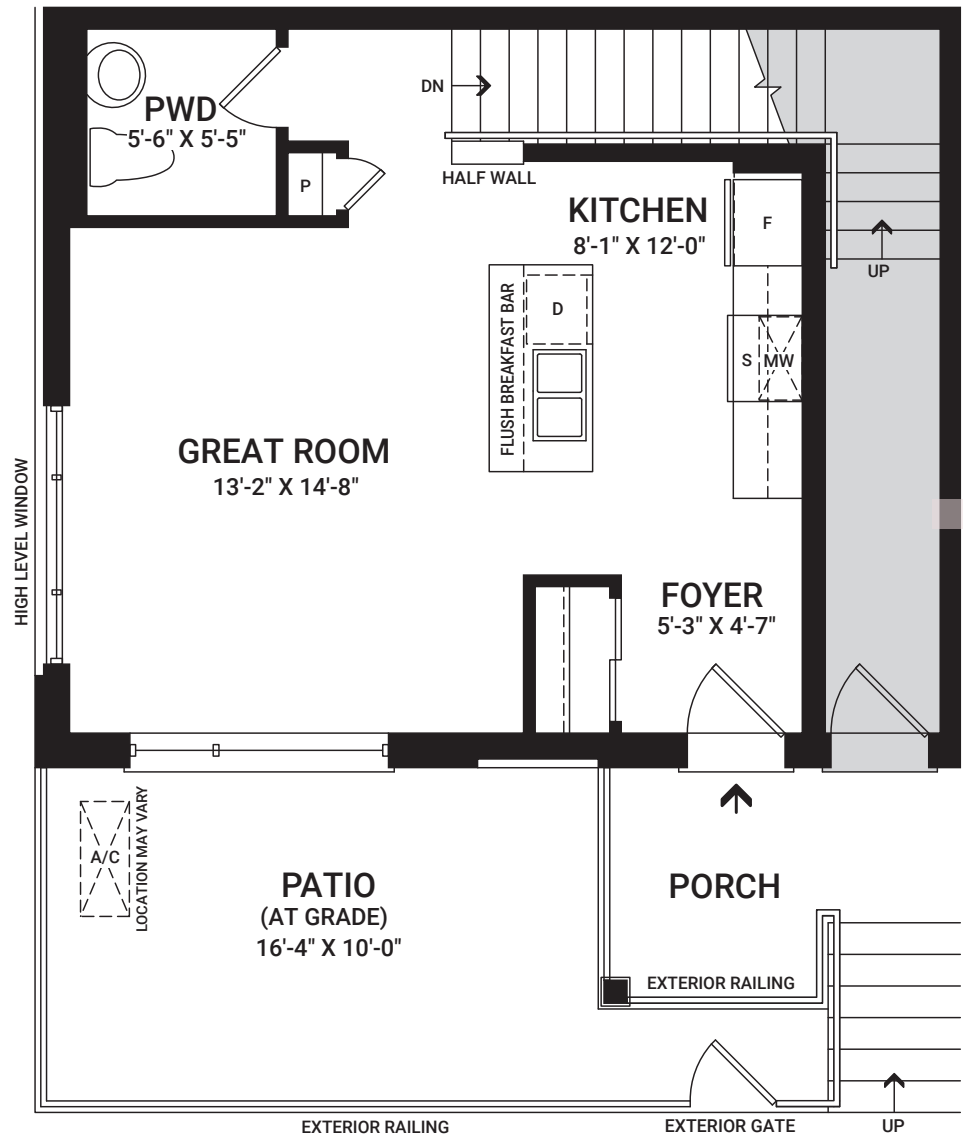 DN
PWD
5'-6" X 5'-5"
P
HALF WALL
KITCHEN
8'-1" X 12'-0"
F
UP
FLUSH BREAKFAST BAR
D
S
MW
GREAT ROOM
13'-2" X 14'-8"
HIGH LEVEL WINDOW
FOYER
5'-3" X 4'-7"
A/C
LOCATION MAY VARY
PATIO
(AT GRADE)
16'-4" X 10'-0"
PORCH
EXTERIOR RAILING
EXTERIOR RAILING
EXTERIOR GATE
UP